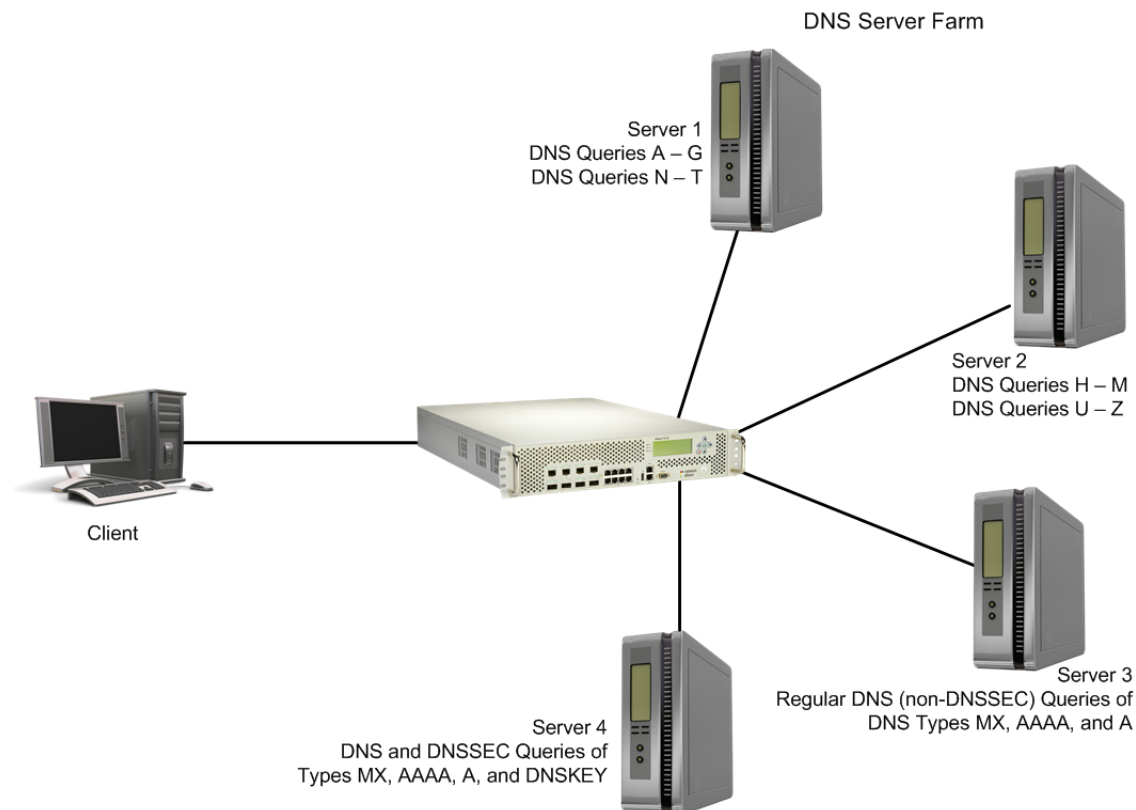 DNS Server Farm
Server 1
DNS Queries A – G
DNS Queries N – T
Server 2
DNS Queries H – M
DNS Queries U – Z
Client
Server 3
Regular DNS (non-DNSSEC) Queries of
DNS Types MX, AAAA, and A
Server 4
DNS and DNSSEC Queries of
Types MX, AAAA, A, and DNSKEY